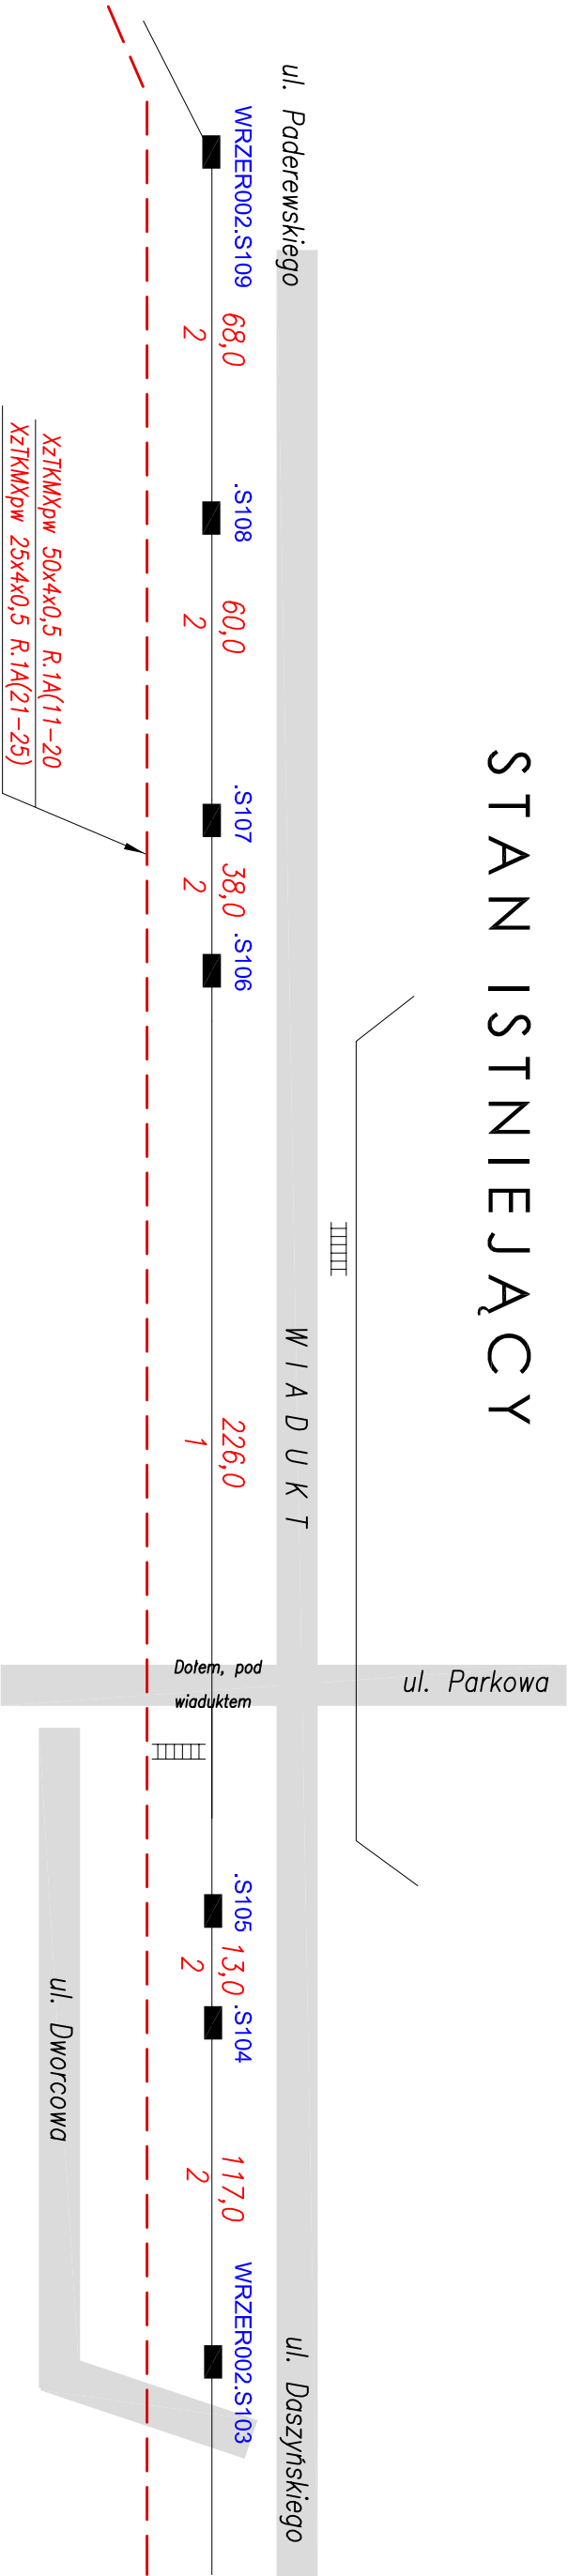 STAN ISTNIEJĄCY
ul. Parkowa
ul. Paderewskiego
WIADUKT
ul. Daszyńskiego
WRZER002.S109
.S108
.S107
.S106
.S105
.S104
WRZER002.S103
68,0
2
60,0
2
38,0
2
226,0
1
13,0
2
117,0
2
Dołem, pod
wiaduktem
XzTKMXpw 50x4x0,5 R.1A(11-20
XzTKMXpw 25x4x0,5 R.1A(21-25)
ul. Dworcowa